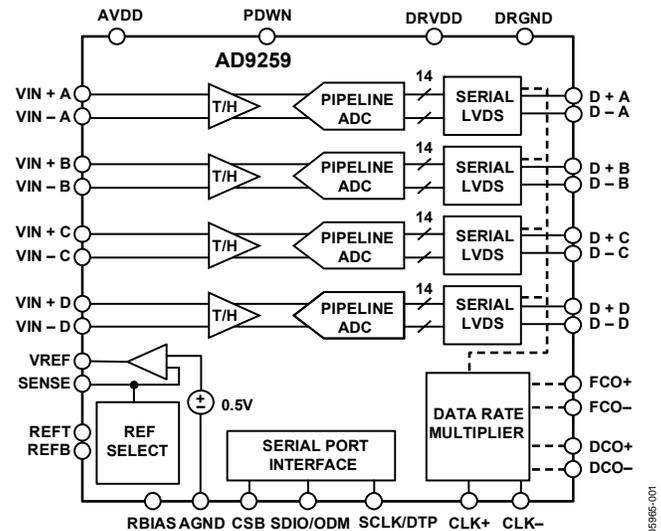 AVDD PDWN DRVDD DRGND
AD9259
VIN + A
VIN – A
T/H
PIPELINE
ADC
14
SERIAL
LVDS
D + A
D – A
VIN + B
VIN – B
T/H
PIPELINE
ADC
14
SERIAL
LVDS
D + B
D – B
VIN + C
VIN – C
T/H
PIPELINE
ADC
14
SERIAL
LVDS
D + C
D – C
VIN + D
VIN – D
T/H
PIPELINE
ADC
14
SERIAL
LVDS
D + D
D – D
VREF
SENSE
REFT
REFB
REF
SELECT
+
–
0.5V
SERIAL PORT
INTERFACE
DATA RATE
MULTIPLIER
FCO+
FCO–
DCO+
DCO–
RBIAS AGND CSB SDIO/ODM SCLK/DTP CLK+ CLK–
05965-001